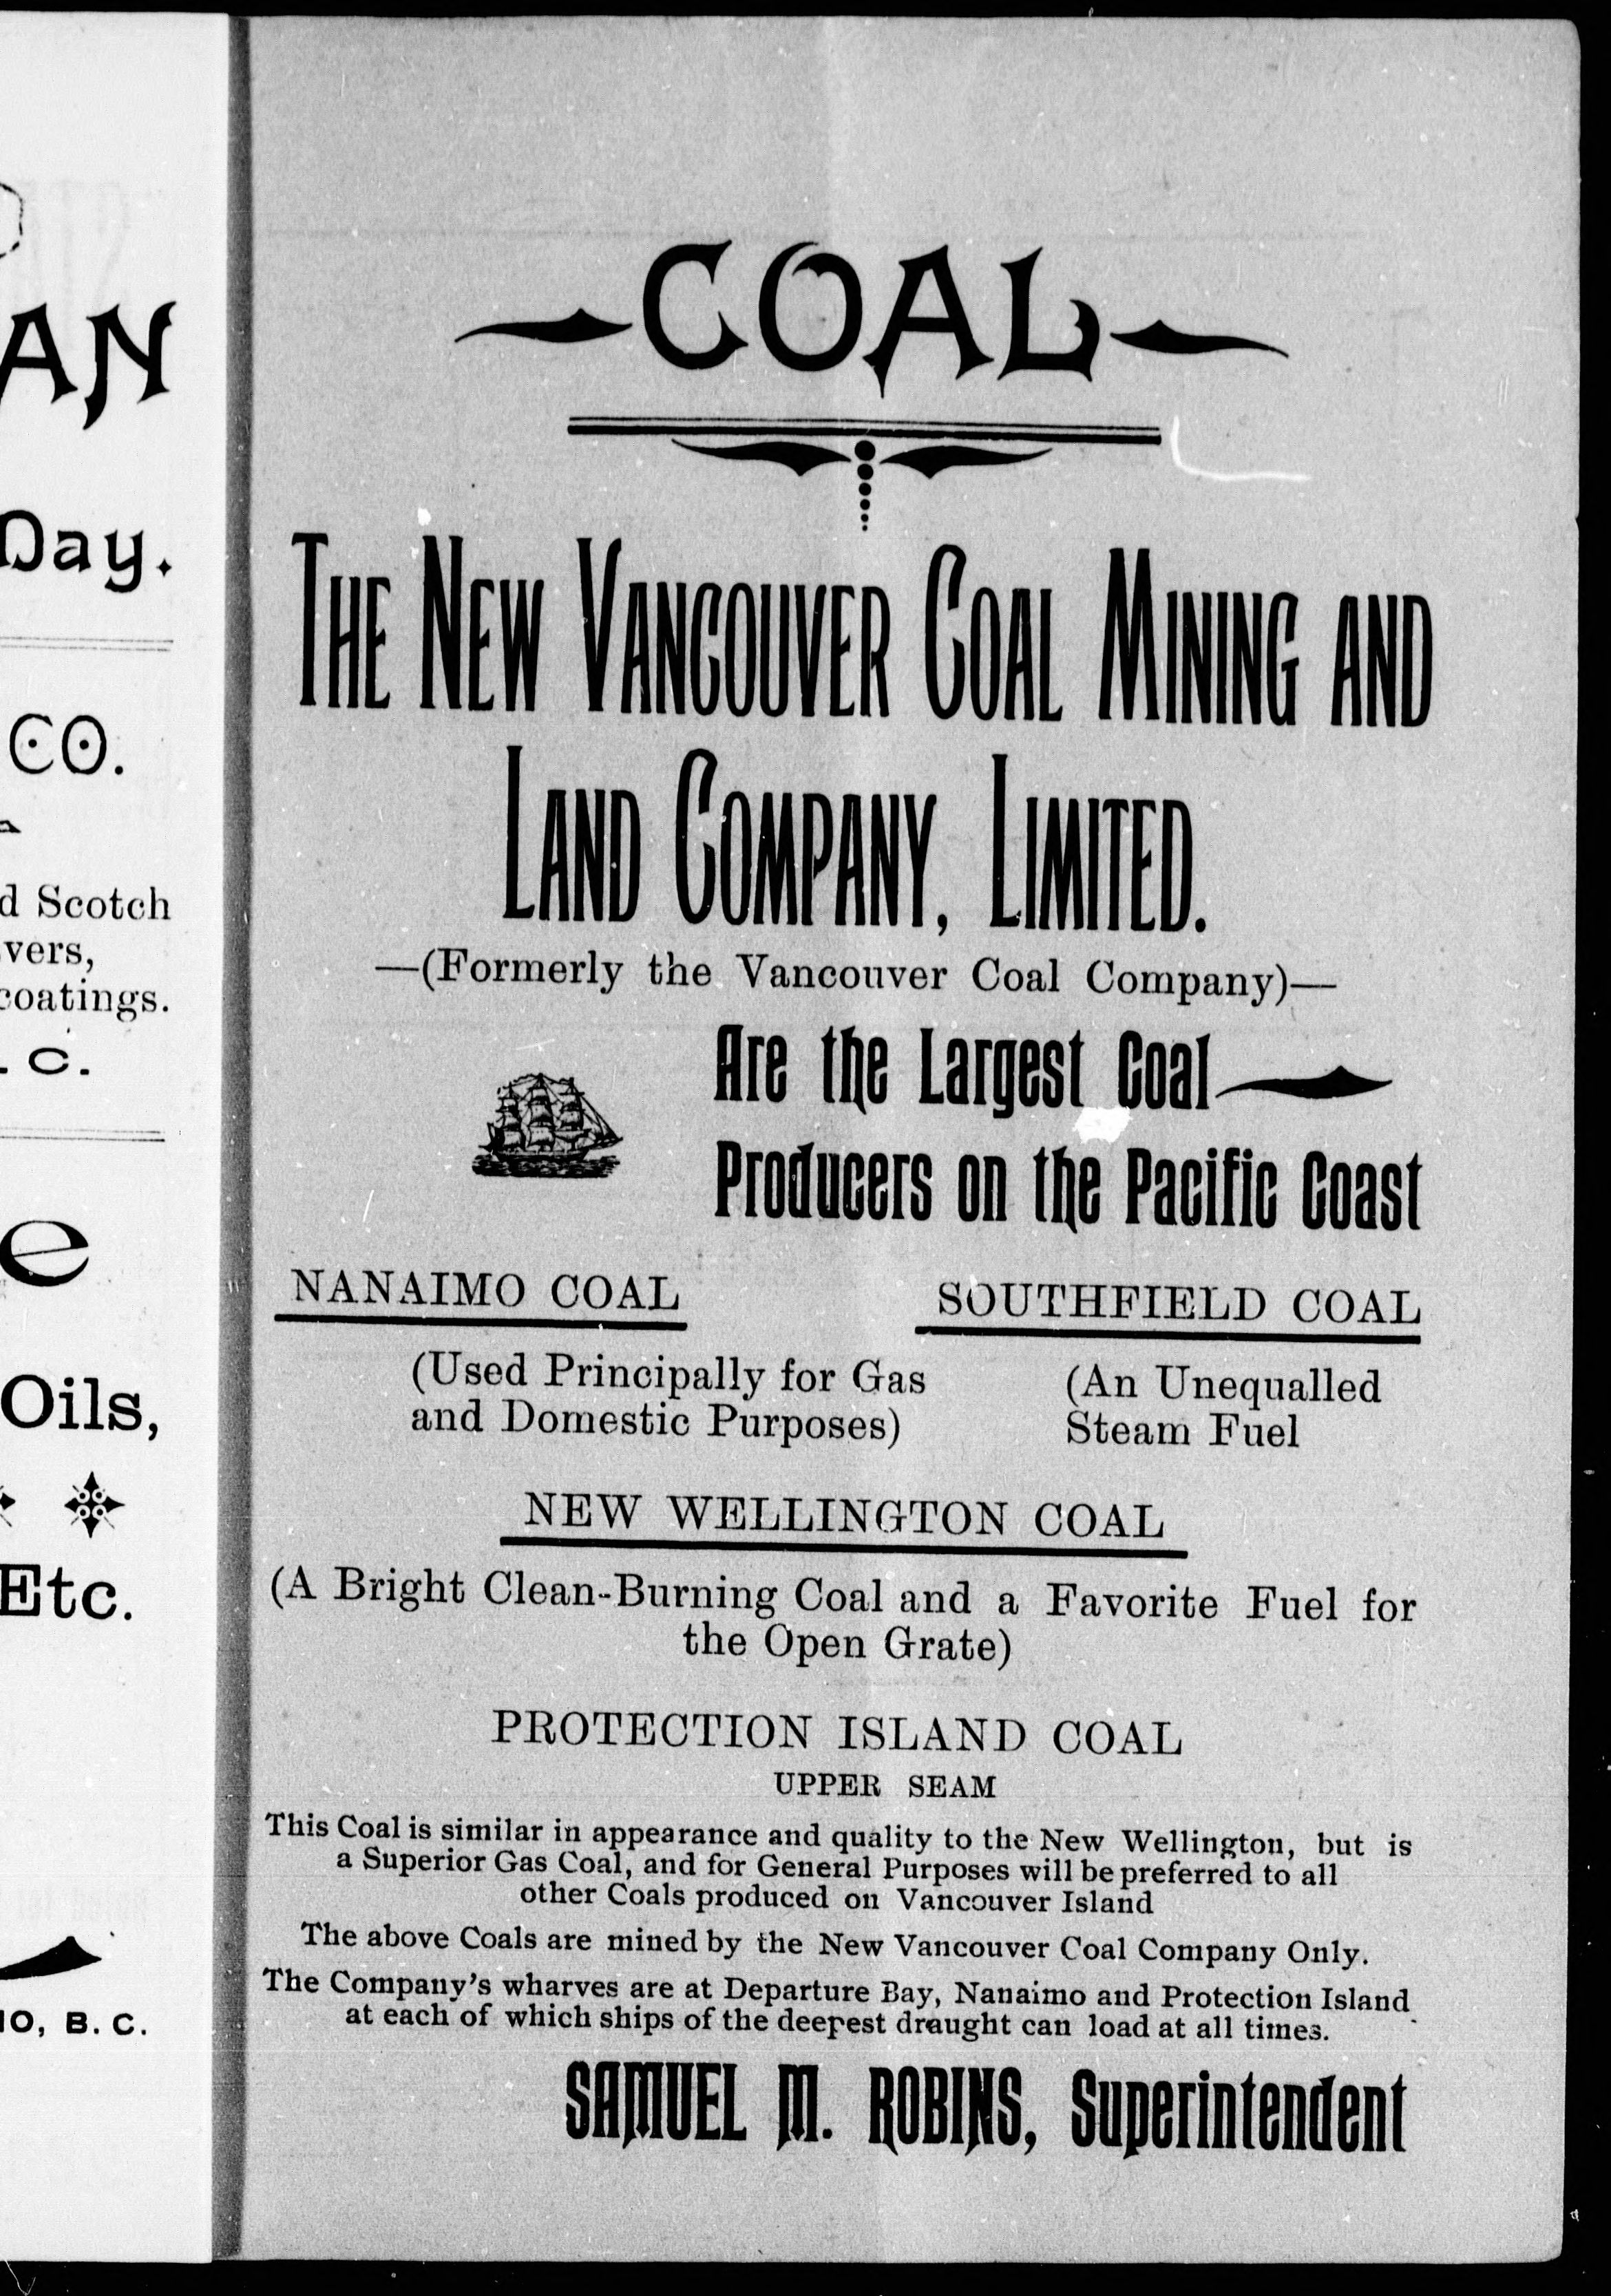 AN
Day.
CO.
d Scotch
vers,
coatings.
. C.
e
Oils,
Etc.
IO, B. C.
COAL
THE NEW VANCOUVER COAL MINING AND
LAND COMPANY, LIMITED.
—(Formerly the Vancouver Coal Company)—
Are the Largest Coal
Producers on the Pacific Coast
NANAIMO COAL
(Used Principally for Gas
and Domestic Purposes)
SOUTHFIELD COAL
(An Unequalled
Steam Fuel
NEW WELLINGTON COAL
(A Bright Clean-Burning Coal and a Favorite Fuel for
the Open Grate)
PROTECTION ISLAND COAL
UPPER SEAM
This Coal is similar in appearance and quality to the New Wellington, but is
a Superior Gas Coal, and for General Purposes will be preferred to all
other Coals produced on Vancouver Island
The above Coals are mined by the New Vancouver Coal Company Only.
The Company's wharves are at Departure Bay, Nanaimo and Protection Island
at each of which ships of the deepest draught can load at all times.
SAMUEL M. ROBINS, Superintendent